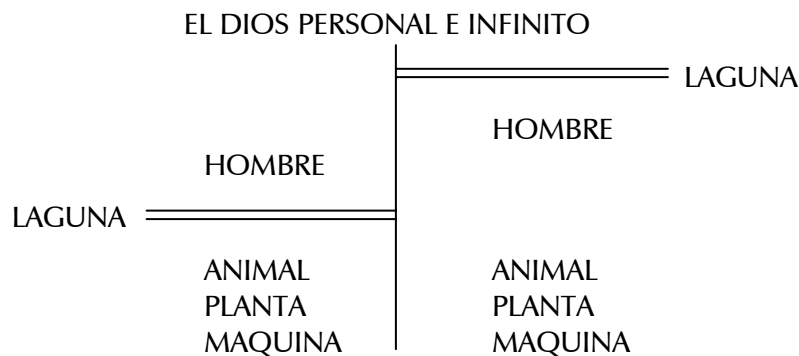 EL DIOS PERSONAL E INFINITO
LAGUNA
HOMBRE
HOMBRE
LAGUNA
ANIMAL ANIMAL
PLANTA PLANTA
MAQUINA MAQUINA